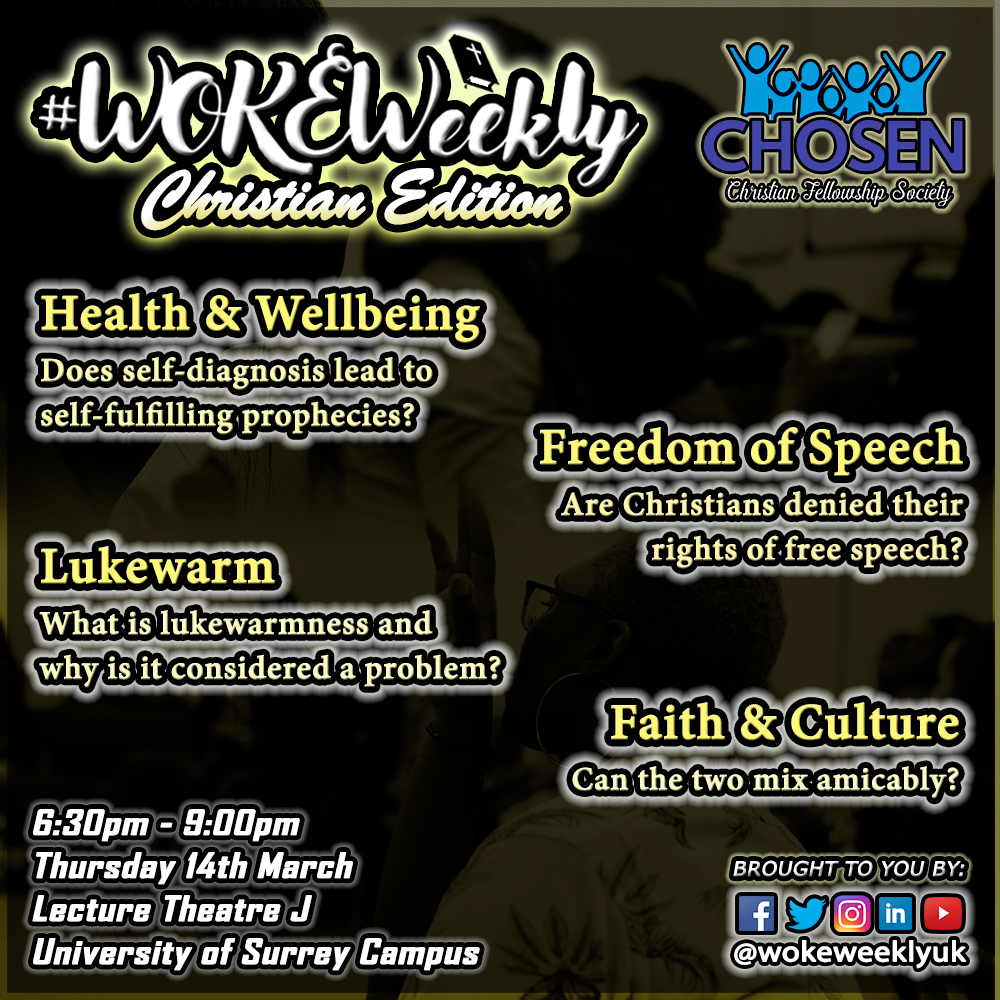 #WOKEWeekly
Christian Edition
CHOSEN
Christian Fellowship Society
Health & Wellbeing
Does self-diagnosis lead to
self-fulfilling prophecies?
Freedom of Speech
Are Christians denied their
rights of free speech?
Lukewarm
What is lukewarmness and
why is it considered a problem?
Faith & Culture
Can the two mix amicably?
6:30pm - 9:00pm
Thursday 14th March
Lecture Theatre J
University of Surrey Campus
BROUGHT TO YOU BY:
@wokeweeklyuk